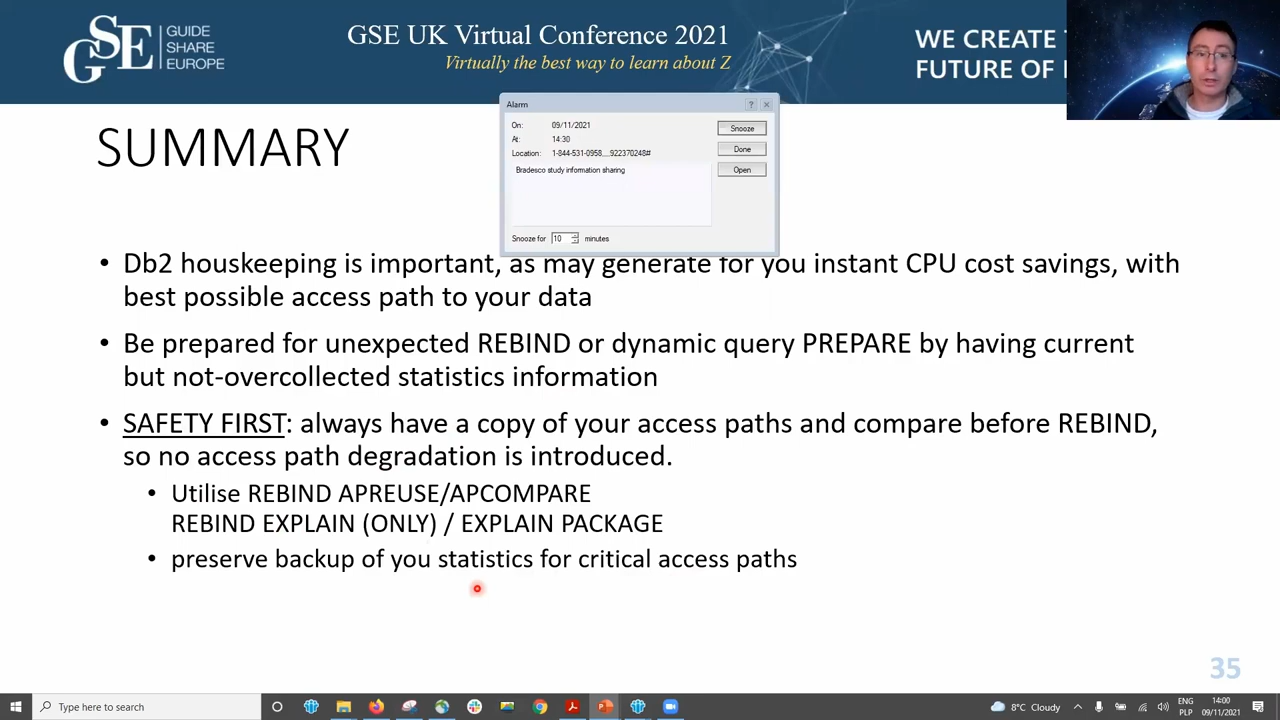 GSE
GUIDE
SHARE
EUROPE
GSE UK Virtual Conference 2021
Virtually the best way to learn about Z
WE CREATE
FUTURE OF
Alarm
On: 09/11/2021
At: 14:30
Location: 1-844-531-0958,,,,922370248#
Bradesco study information sharing
Snooze
Done
Open
Snooze for 10 minutes
SUMMARY
• Db2 houskeeping is important, as may generate for you instant CPU cost savings, with
best possible access path to your data
• Be prepared for unexpected REBIND or dynamic query PREPARE by having current
but not-overcollected statistics information
• SAFETY FIRST: always have a copy of your access paths and compare before REBIND,
so no access path degradation is introduced.
• Utilise REBIND APREUSE/APCOMPARE
REBIND EXPLAIN (ONLY) / EXPLAIN PACKAGE
• preserve backup of you statistics for critical access paths
35
Type here to search
8°C Cloudy
ENG
PLP
14:00
09/11/2021